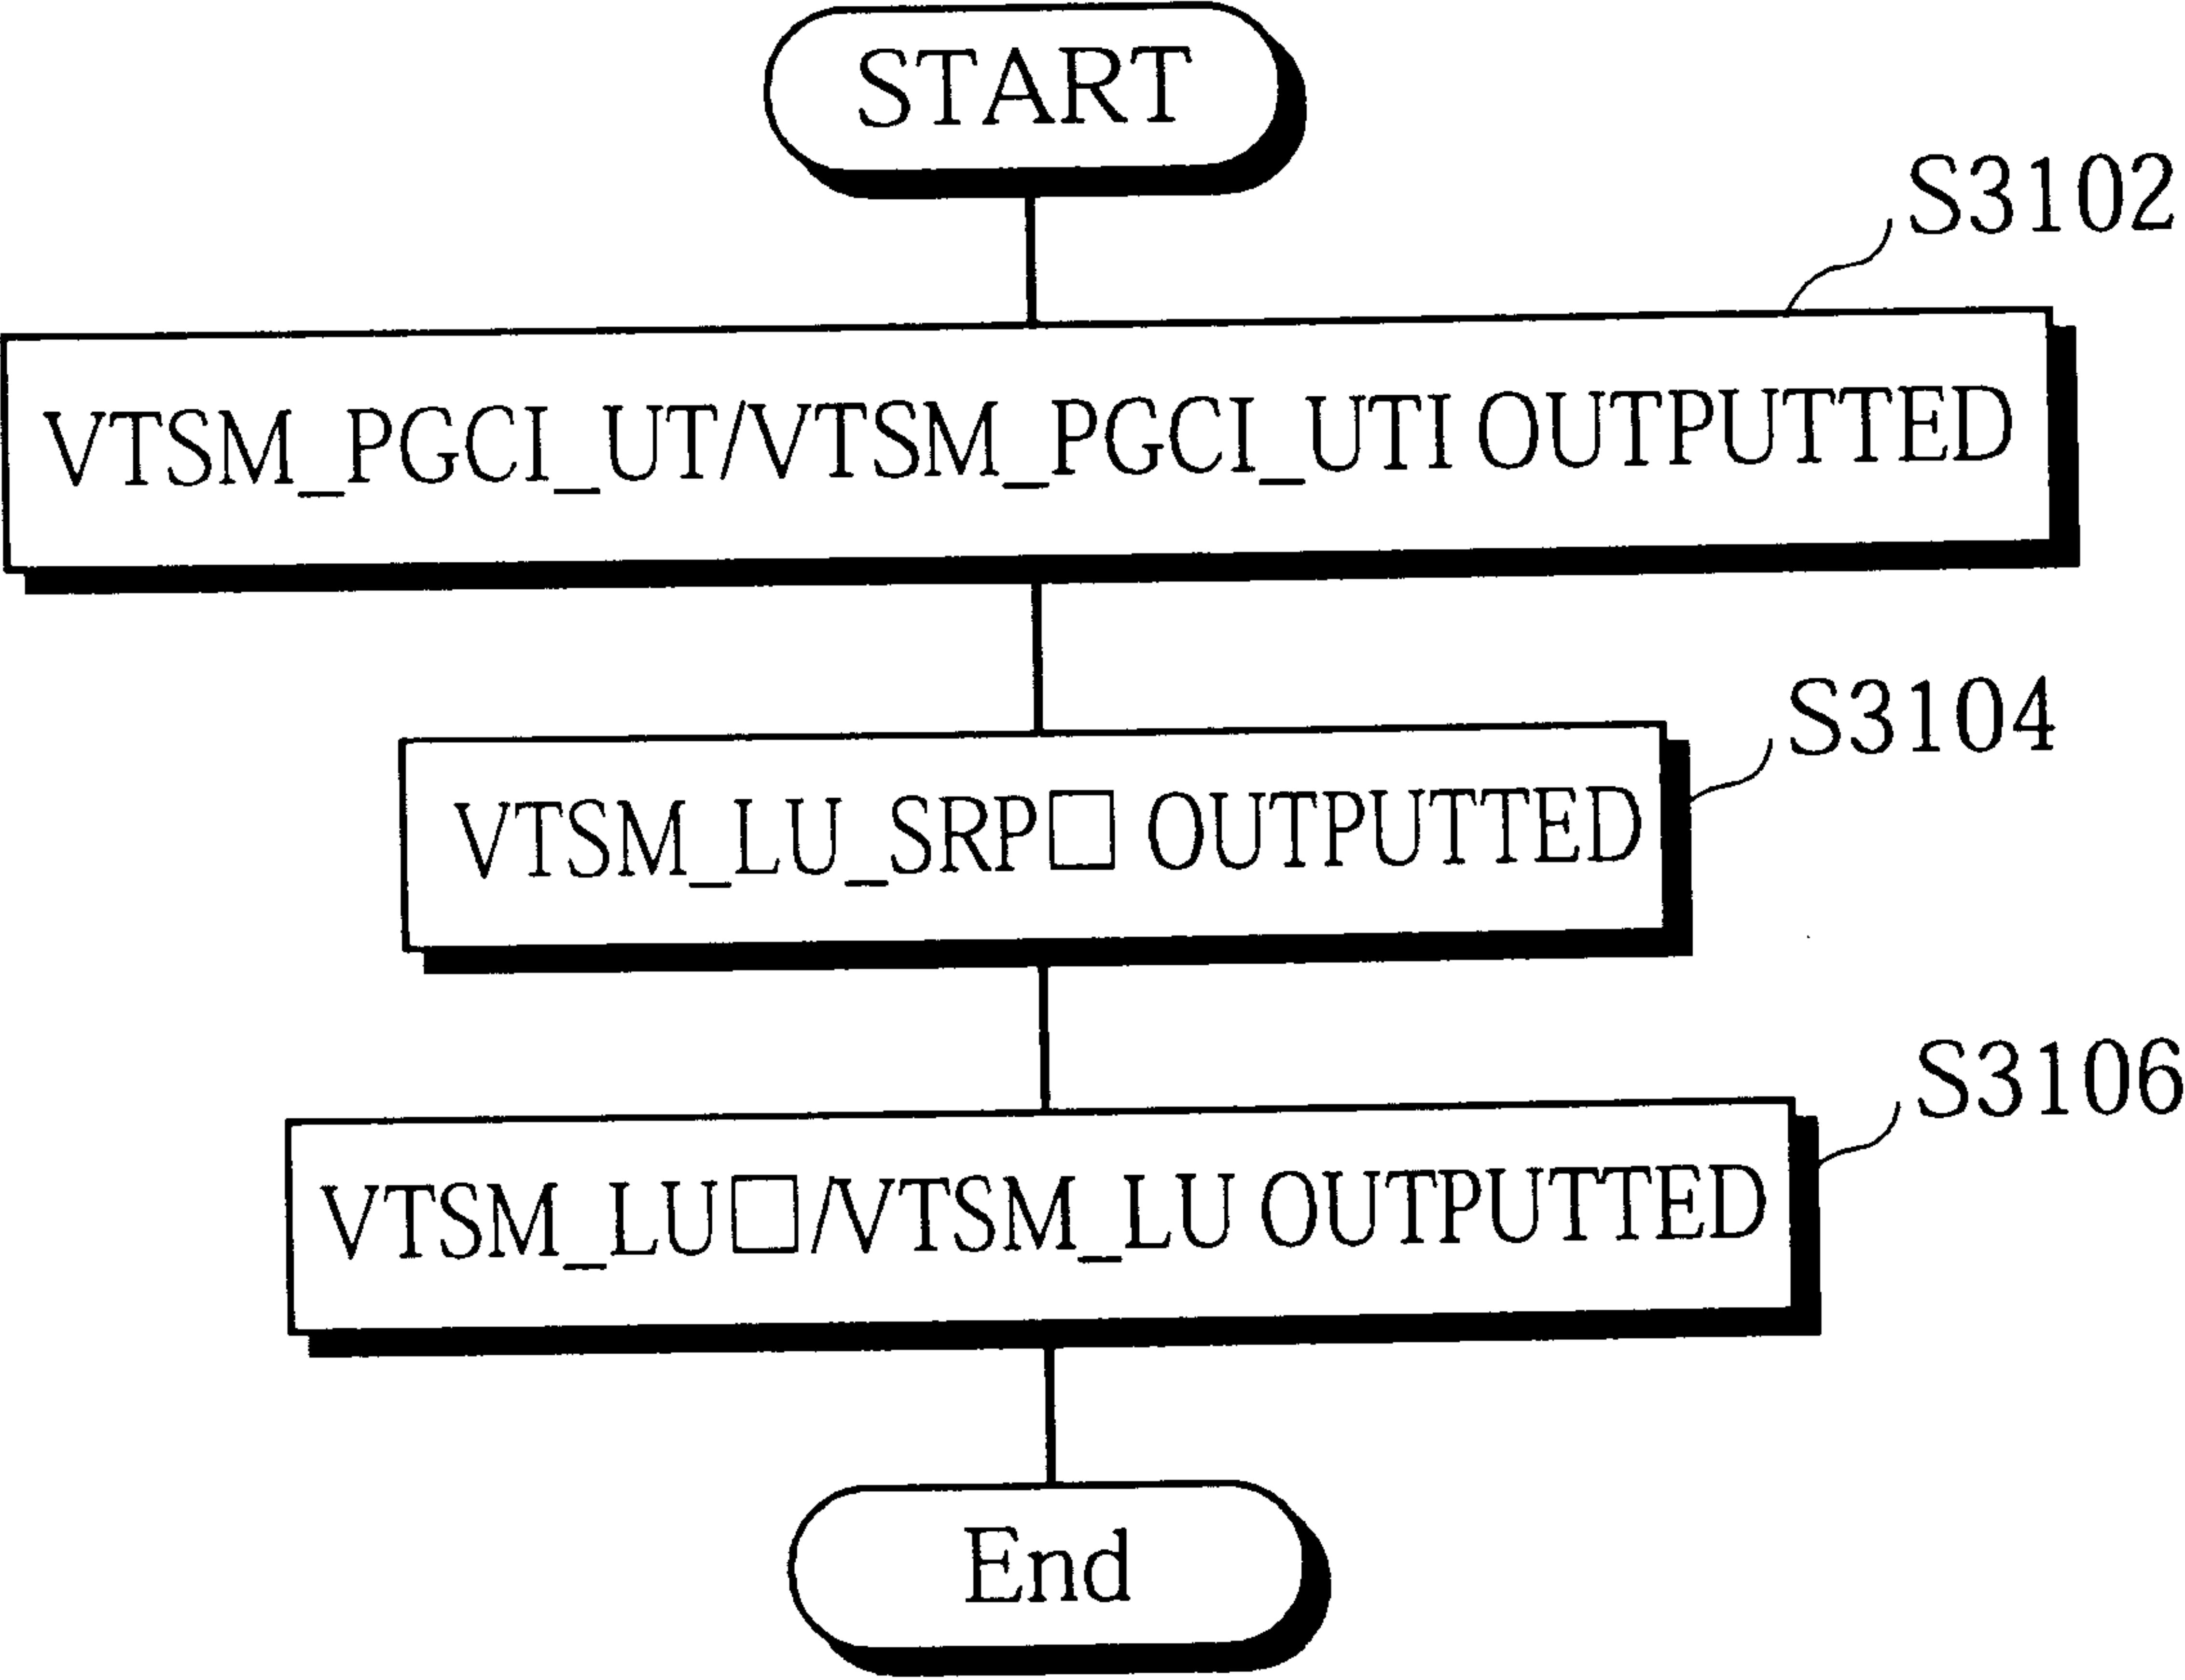 START
S3102
VTSM_PGCI_UT/VTSM_PGCI_UTI OUTPUTTED
S3104
VTSM_LU_SRP□ OUTPUTTED
S3106
VTSM_LU□/VTSM_LU OUTPUTTED
End